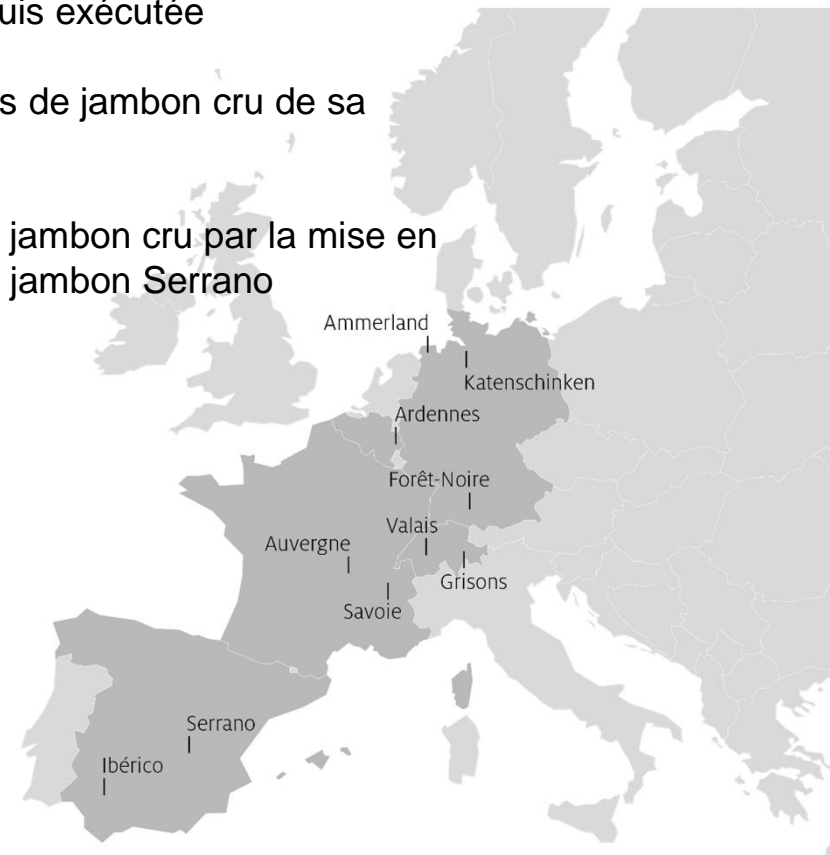 uis exécutée
s de jambon cru de sa
jambon cru par la mise en
jambon Serrano
Ammerland
Katenschinken
Ardennes
Forêt-Noire
Valais
Auvergne
Grisons
Savoie
Serrano
Ibérico